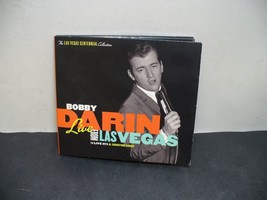 The LAS VEGAS CENTENNIAL Collection
BOBBY
DARIN
Live FROM LAS VEGAS